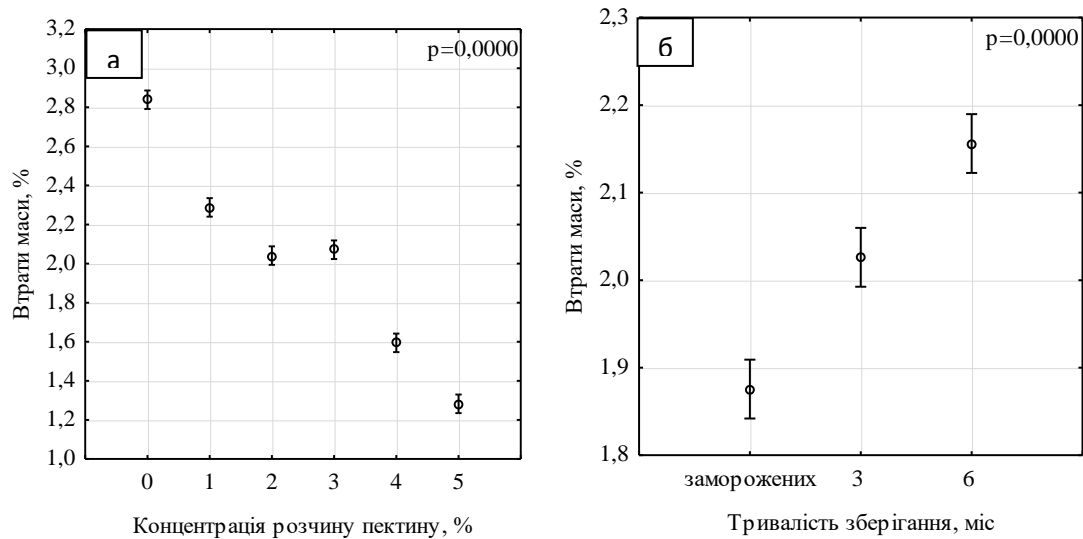 а
p=0,0000
3,2
3,0
2,8
2,6
2,4
2,2
2,0
1,8
1,6
1,4
1,2
1,0
Втрати маси, %
0 1 2 3 4 5
Концентрація розчину пектину, %
б
p=0,0000
2,3
2,2
2,1
2,0
1,9
1,8
Втрати маси, %
заморожених 3 6
Тривалість зберігання, міс